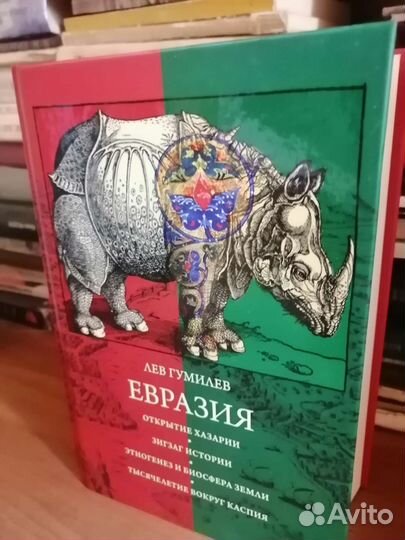 ЛЕВ ГУМИЛЕВ
ЕВРАЗИЯ
ОТКРЫТИЕ ХАЗАРИИ
ЗИГЗАГ ИСТОРИИ
ЭТНОГЕНЕЗ И БИОСФЕРА ЗЕМЛИ
ТЫСЯЧЕЛЕТИЕ ВОКРУГ КАСПИЯ
Avito